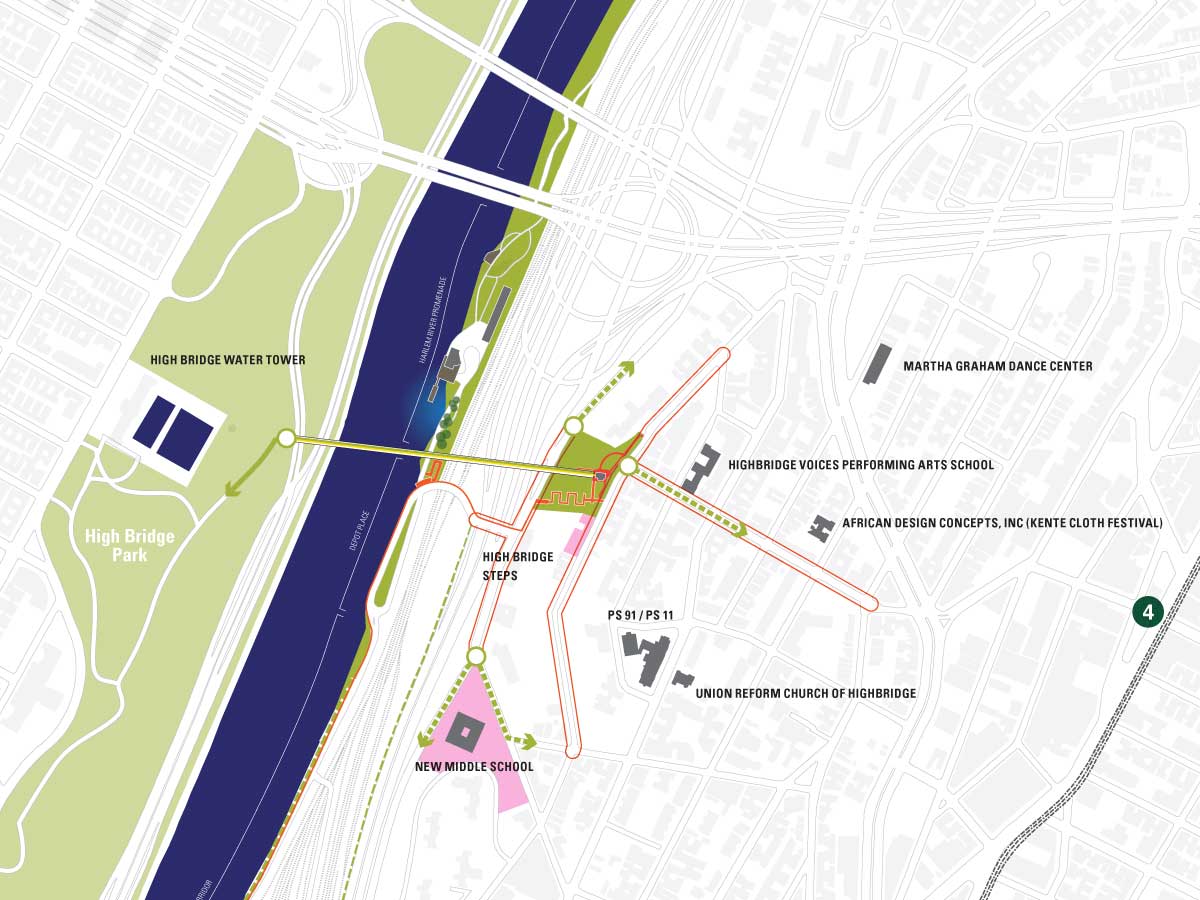 HARLEM RIVER PROMENADE
HIGH BRIDGE WATER TOWER
MARTHA GRAHAM DANCE CENTER
HIGHBRIDGE VOICES PERFORMING ARTS SCHOOL
High Bridge
Park
DEPOT PLACE
AFRICAN DESIGN CONCEPTS, INC (KENTE CLOTH FESTIVAL)
HIGH BRIDGE
STEPS
4
PS 91 / PS 11
UNION REFORM CHURCH OF HIGHBRIDGE
NEW MIDDLE SCHOOL